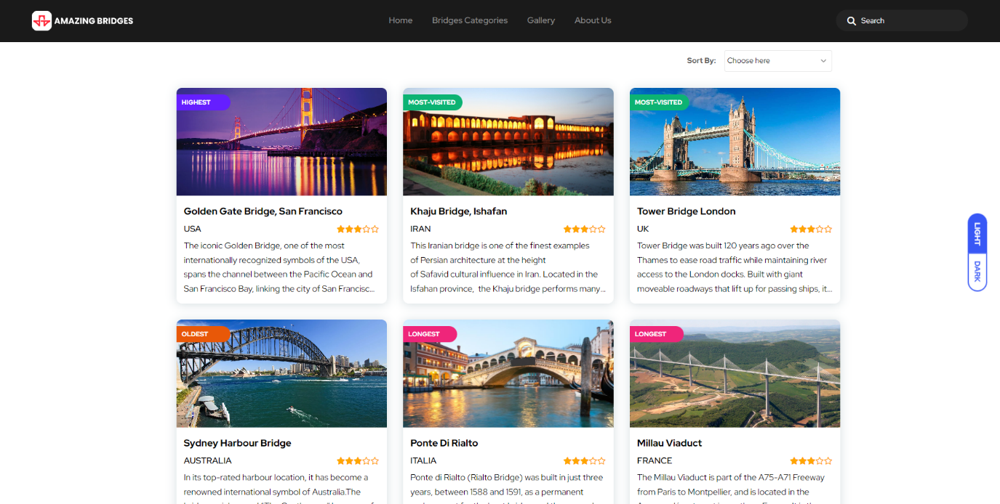 AMAZING BRIDGES
Home
Bridges Categories
Gallery
About Us
Search
Sort By:
Choose here
HIGHEST
Golden Gate Bridge, San Francisco
USA
The iconic Golden Bridge, one of the most
internationally recognized symbols of the USA,
spans the channel between the Pacific Ocean and
San Francisco Bay, linking the city of San Francisc...
MOST-VISITED
Khaju Bridge, Ishafan
IRAN
This Iranian bridge is one of the finest examples
of Persian architecture at the height
of Safavid cultural influence in Iran. Located in the
Isfahan province, the Khaju bridge performs many...
MOST-VISITED
Tower Bridge London
UK
Tower Bridge was built 120 years ago over the
Thames to ease road traffic while maintaining river
access to the London docks. Built with giant
moveable roadways that lift up for passing ships, it...
LIGHT
DARK
OLDEST
Sydney Harbour Bridge
AUSTRALIA
In its top-rated harbour location, it has become a
renowned international symbol of Australia.The
LONGEST
Ponte Di Rialto
ITALIA
Ponte di Rialto (Rialto Bridge) was built in just three
years, between 1588 and 1591, as a permanent
LONGEST
Millau Viaduct
FRANCE
The Millau Viaduct is part of the A75-A71 Freeway
from Paris to Montpellier, and is located in the